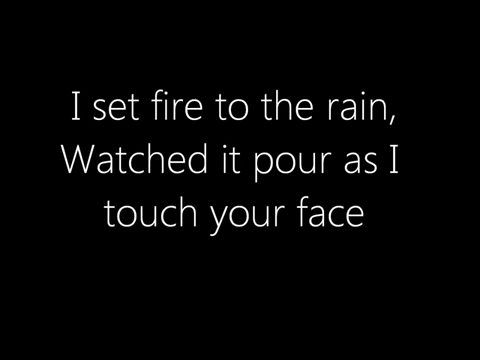 I set fire to the rain,
Watched it pour as I
touch your face